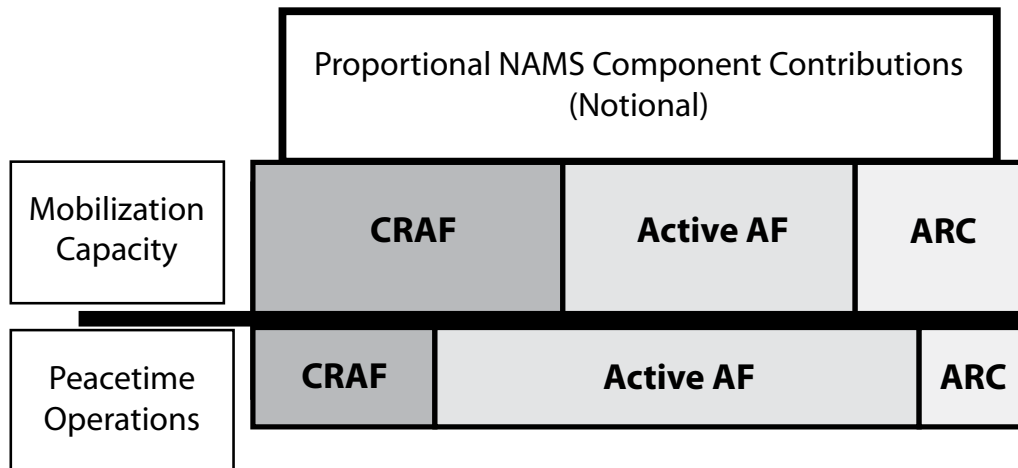 Proportional NAMS Component Contributions
(Notional)
Mobilization
Capacity
CRAF
Active AF
ARC
Peacetime
Operations
CRAF
Active AF
ARC